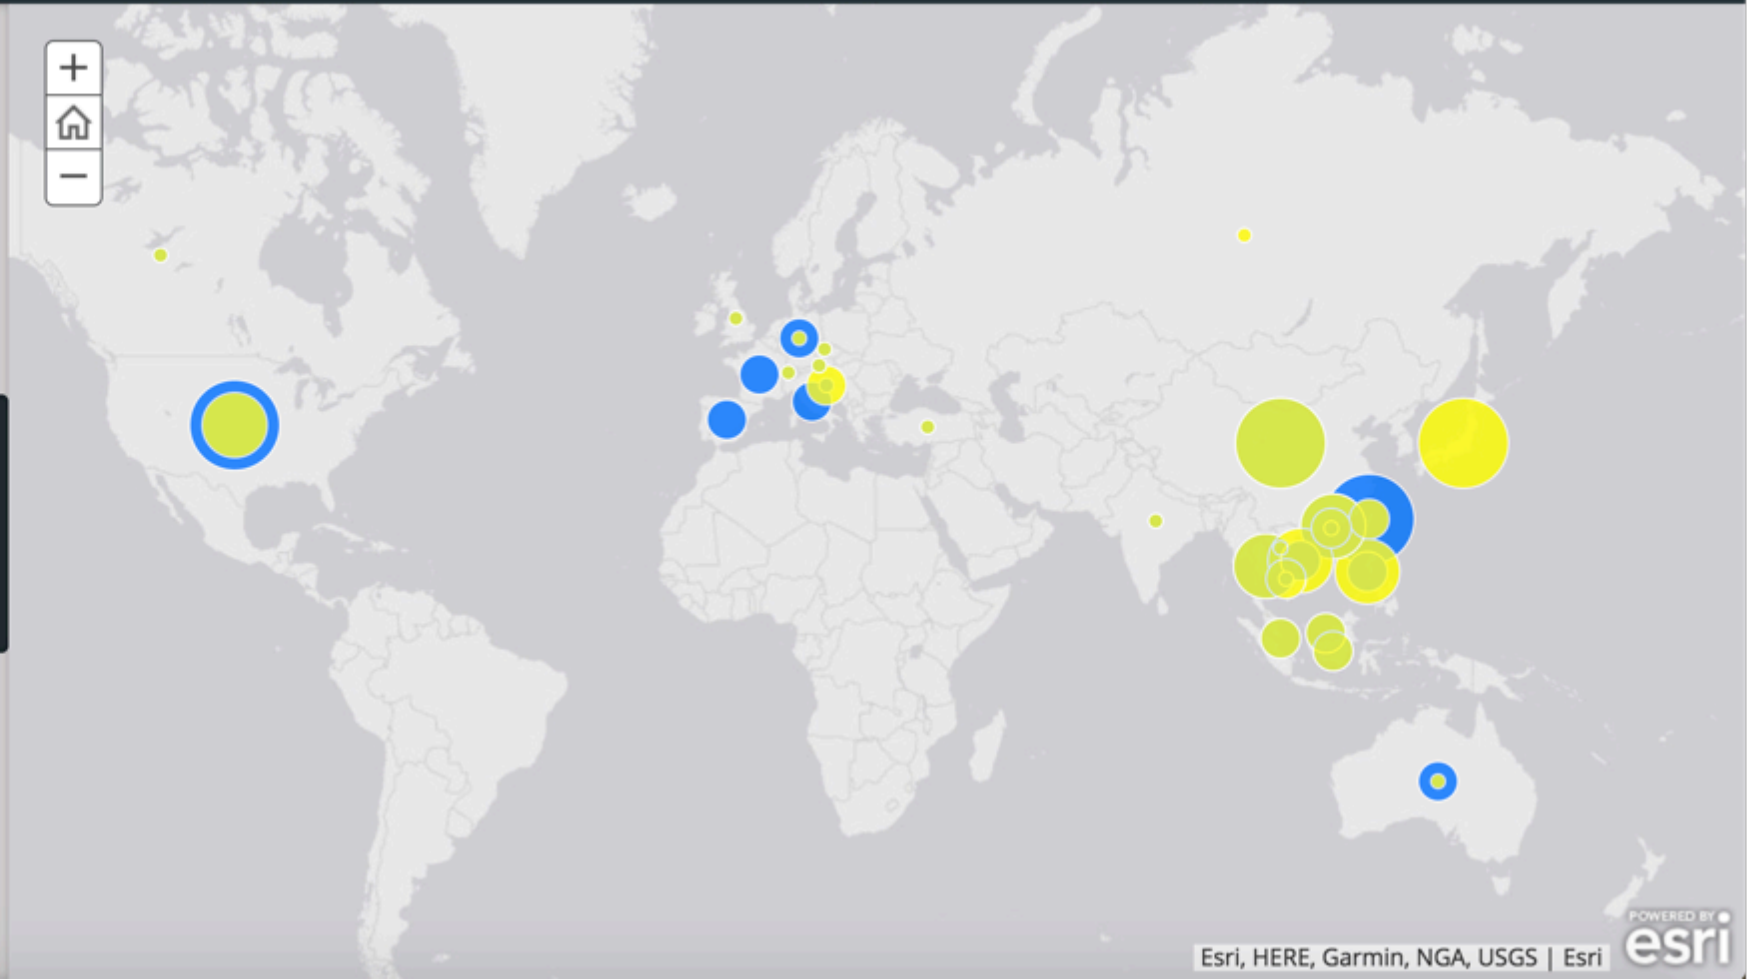 +
−
POWERED BY
esri
Esri, HERE, Garmin, NGA, USGS | Esri